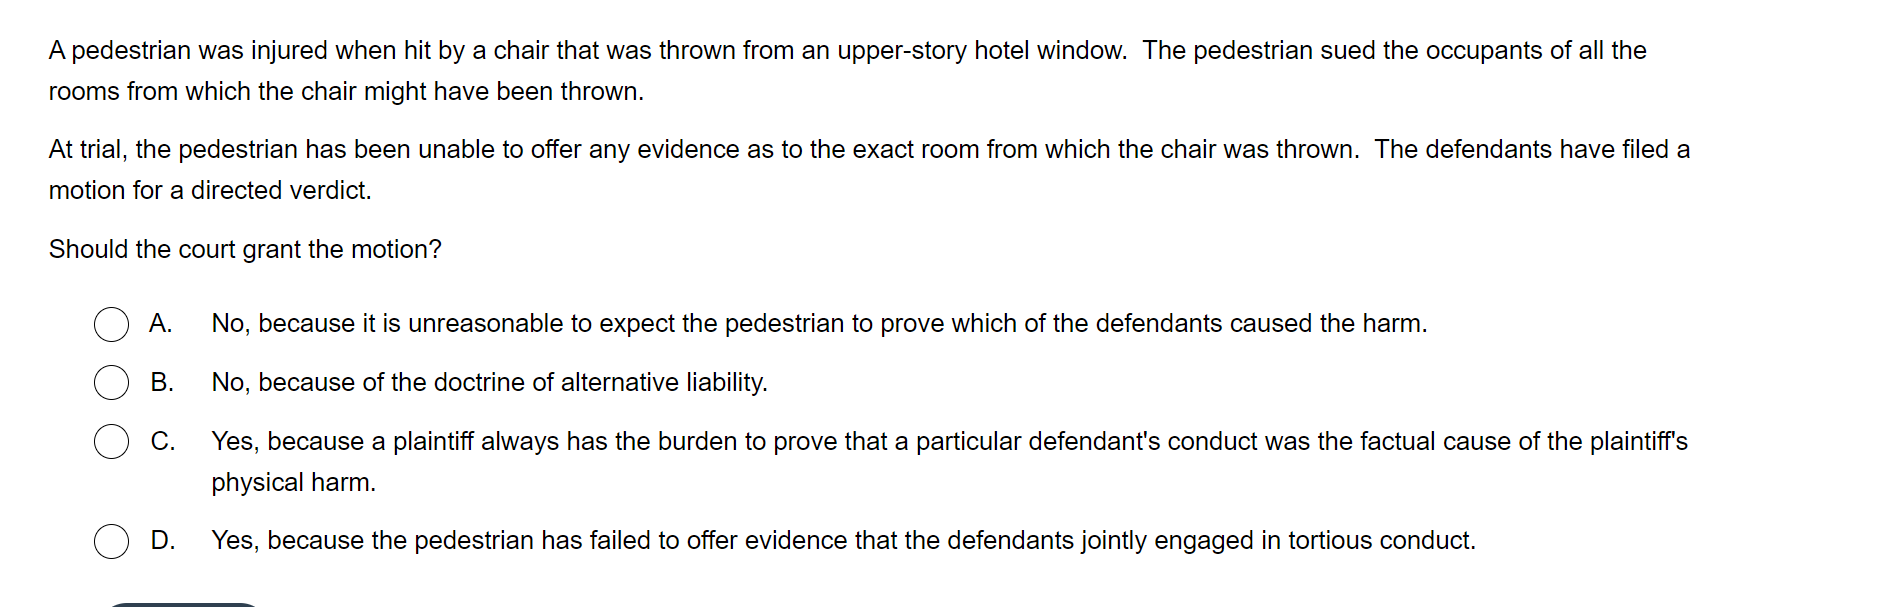 A pedestrian was injured when hit by a chair that was thrown from an upper-story hotel window.  The pedestrian sued the occupants of all the
rooms from which the chair might have been thrown.
At trial, the pedestrian has been unable to offer any evidence as to the exact room from which the chair was thrown.  The defendants have filed a
motion for a directed verdict.
Should the court grant the motion?
A. No, because it is unreasonable to expect the pedestrian to prove which of the defendants caused the harm.
B. No, because of the doctrine of alternative liability.
C. Yes, because a plaintiff always has the burden to prove that a particular defendant's conduct was the factual cause of the plaintiff's
physical harm.
D. Yes, because the pedestrian has failed to offer evidence that the defendants jointly engaged in tortious conduct.